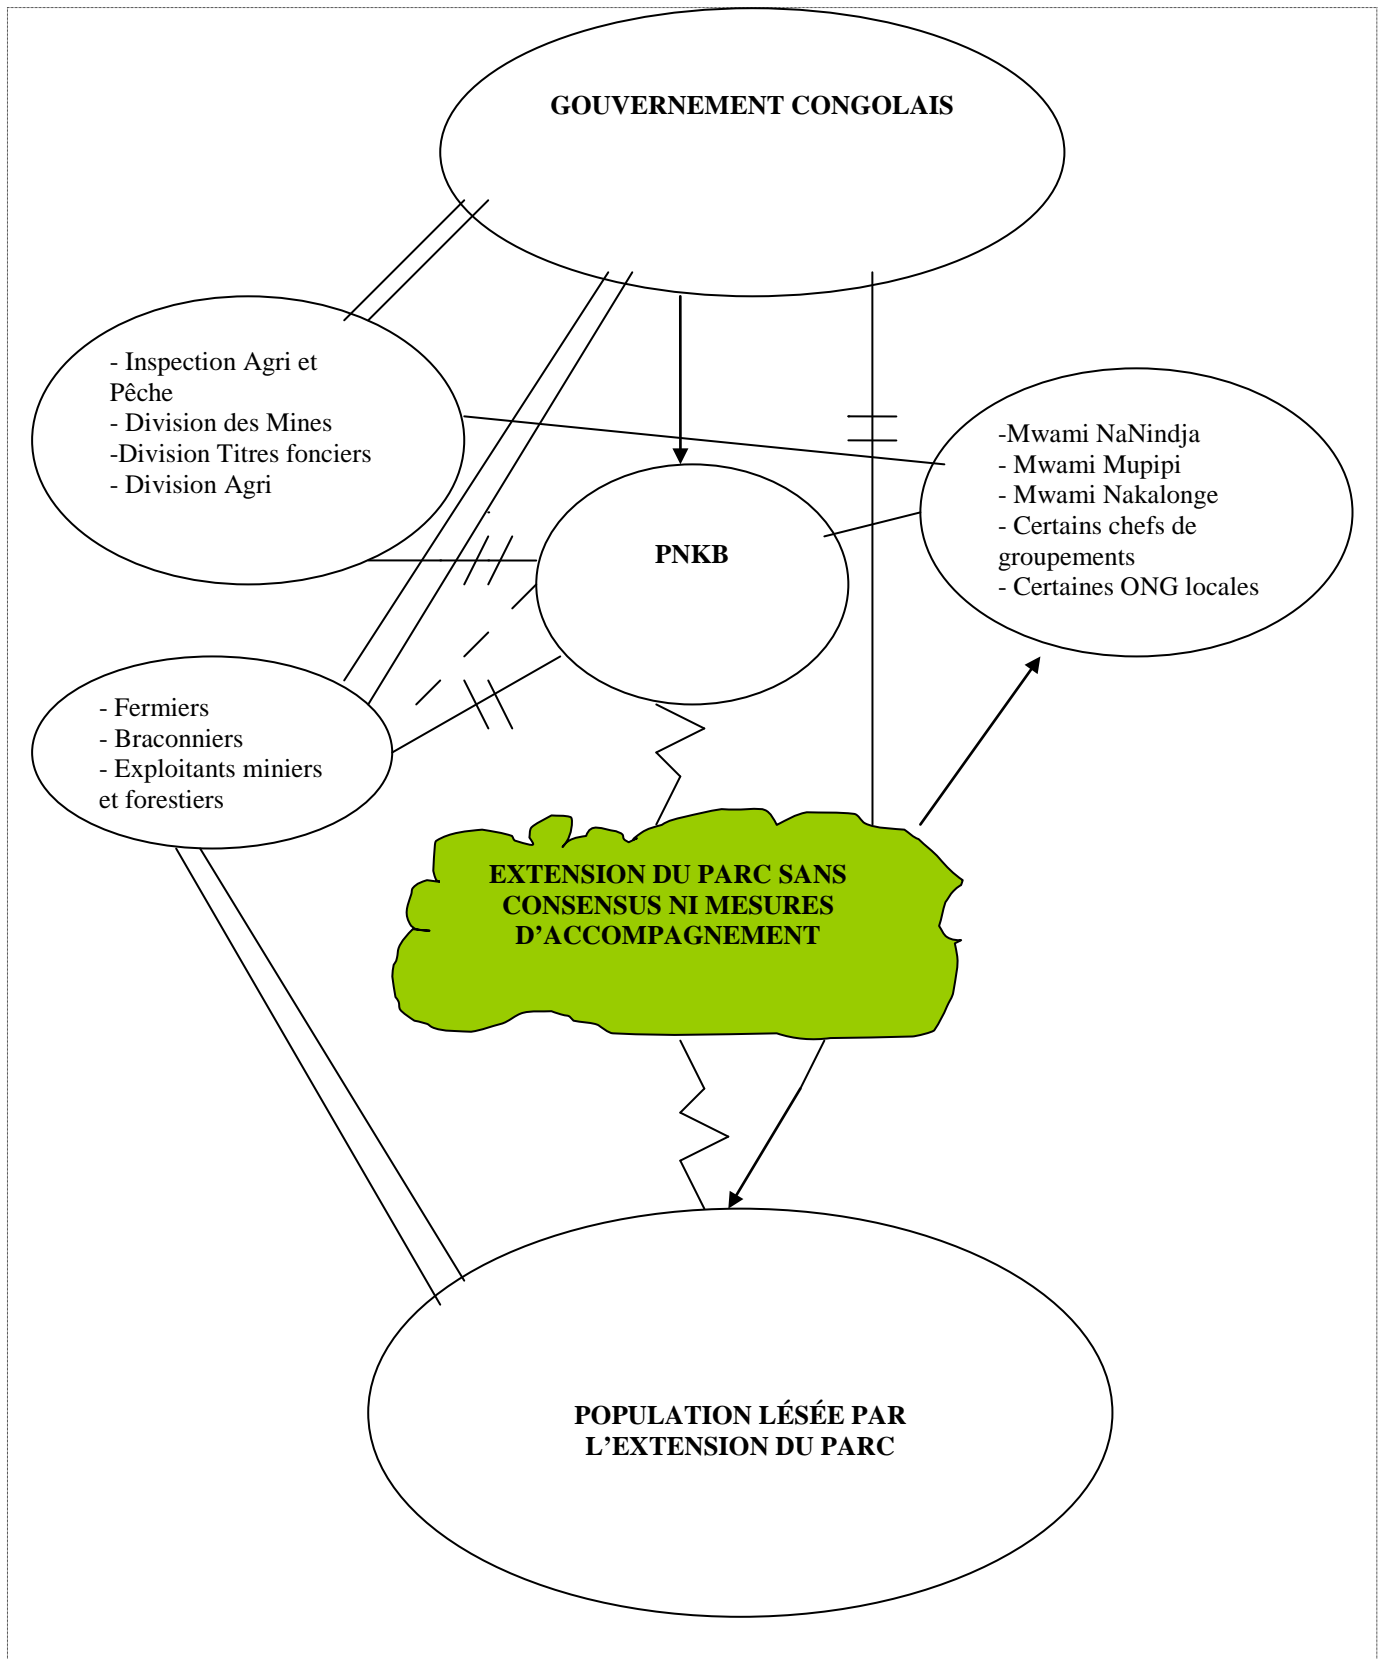 GOUVERNEMENT CONGOLAIS
- Inspection Agri et
Pêche
- Division des Mines
-Division Titres fonciers
- Division Agri
-Mwami NaNindja
- Mwami Mupipi
- Mwami Nakalonge
- Certains chefs de
groupements
- Certaines ONG locales
PNKB
- Fermiers
- Braconniers
- Exploitants miniers
et forestiers
EXTENSION DU PARC SANS
CONSENSUS NI MESURES
D’ACCOMPAGNEMENT
POPULATION LÉSÉE PAR
L’EXTENSION DU PARC